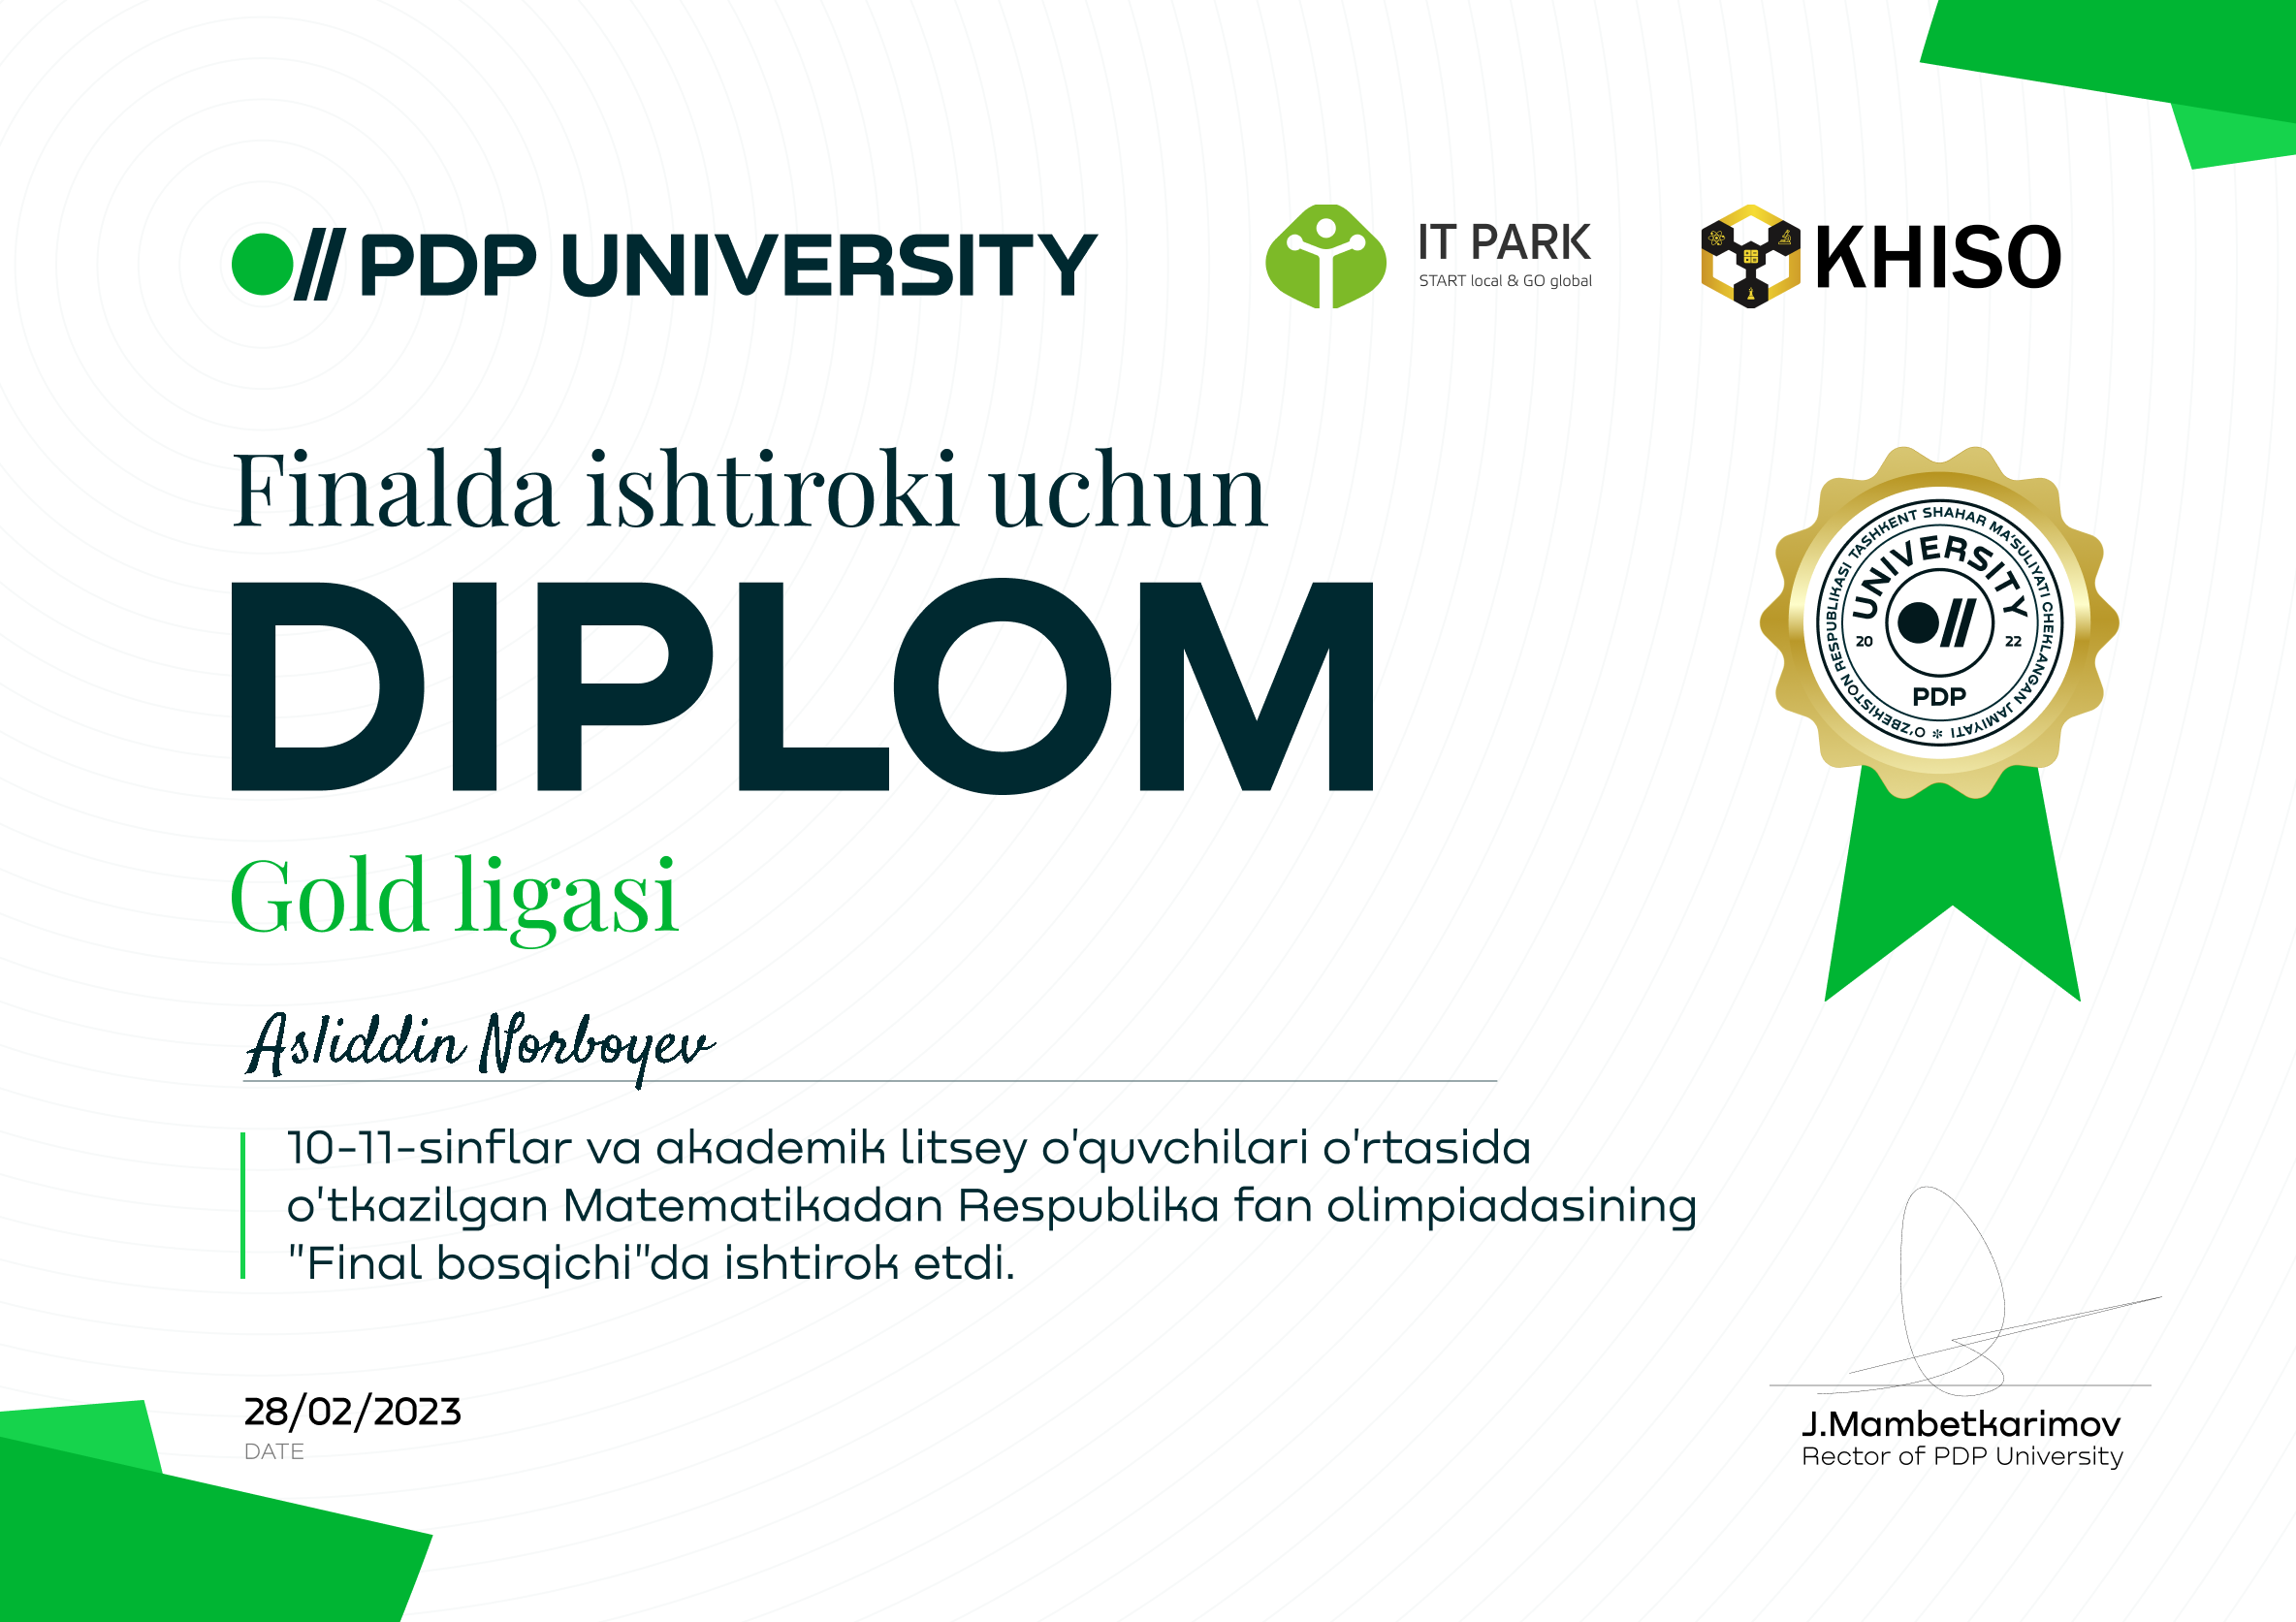 PDP UNIVERSITY
IT PARK
START local & GO global
KHISO
Finalda ishtiroki uchun
DIPLOM
Gold ligasi
O'ZBEKISTON RESPUBLIKASI TASHKENT SHAHAR MA'SULIYATI CHEKLANGAN JAMIYATI *
UNIVERSITY
20 22
PDP
Asliddin Norboyev
10-11-sinflar va akademik litsey o'quvchilari o'rtasida
o'tkazilgan Matematikadan Respublika fan olimpiadasining
"Final bosqichi"da ishtirok etdi.
28/02/2023
DATE
J.Mambetkarimov
Rector of PDP University